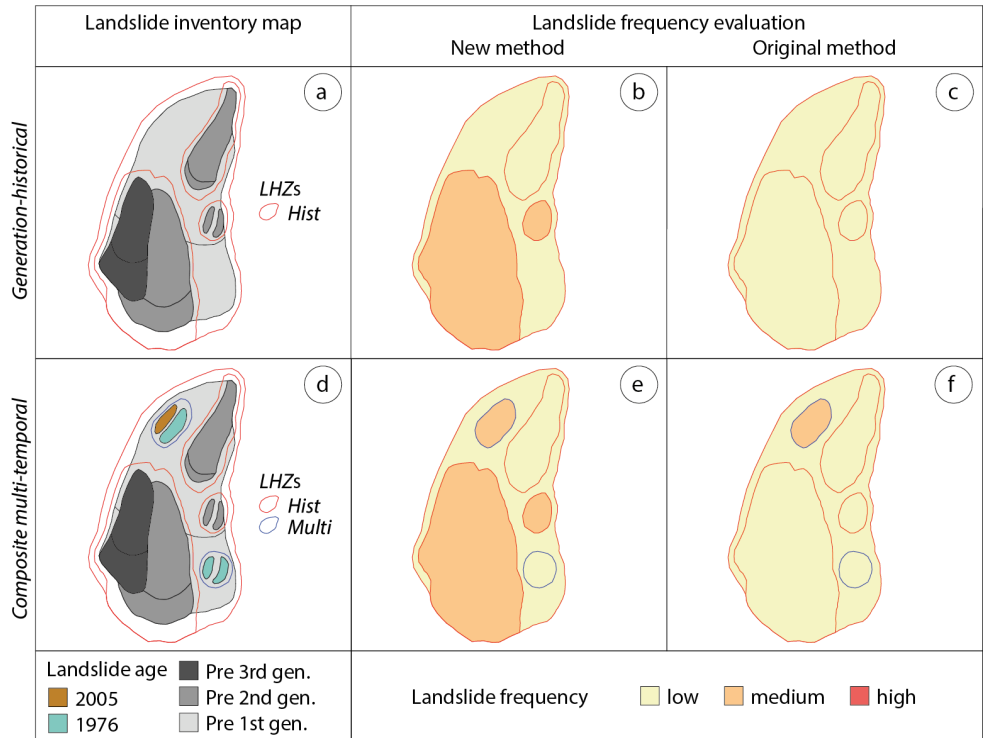 Landslide inventory map
Landslide frequency evaluation
New method
Original method
Generation-historical
a
LHZs
Hist
b
c
Composite multi-temporal
d
LHZs
Hist
Multi
e
f
Landslide age
2005
1976
Pre 3rd gen.
Pre 2nd gen.
Pre 1st gen.
Landslide frequency
low
medium
high